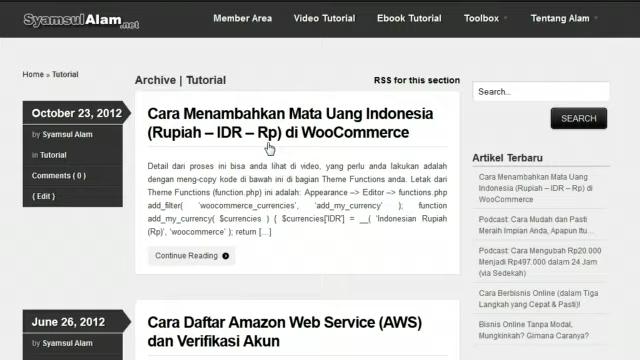 SyamsulAlam.net
Member Area
Video Tutorial
Ebook Tutorial
Toolbox
Tentang Alam
Home » Tutorial
Archive | Tutorial
RSS for this section
October 23, 2012
by Syamsul Alam
in Tutorial
Comments ( 0 )
{ Edit }
Cara Menambahkan Mata Uang Indonesia
(Rupiah – IDR – Rp) di WooCommerce
Detail dari proses ini bisa anda lihat di video, yang perlu anda lakukan adalah
dengan meng-copy kode di bawah ini di bagian Theme Functions anda. Letak dari
Theme Functions (function.php) ini adalah: Appearance –> Editor –> functions.php
add_filter( 'woocommerce_currencies', 'add_my_currency' ); function
add_my_currency( $currencies ) { $currencies['IDR'] = __( 'Indonesian Rupiah
(Rp)', 'woocommerce' ); return [...]
Continue Reading
June 26, 2012
by Syamsul Alam
Cara Daftar Amazon Web Service (AWS)
dan Verifikasi Akun
Search...
SEARCH
Artikel Terbaru
Cara Menambahkan Mata Uang
Indonesia (Rupiah – IDR – Rp) di
WooCommerce
Podcast: Cara Mudah dan Pasti
Meraih Impian Anda, Apapun Itu...
Podcast: Cara Mengubah Rp20.000
Menjadi Rp497.000 dalam 24 Jam
(via Sedekah)
Cara Berbisnis Online (dalam Tiga
Langkah yang Cepat & Pasti)!
Bisnis Online Tanpa Modal,
Mungkinkah? Gimana Caranya?